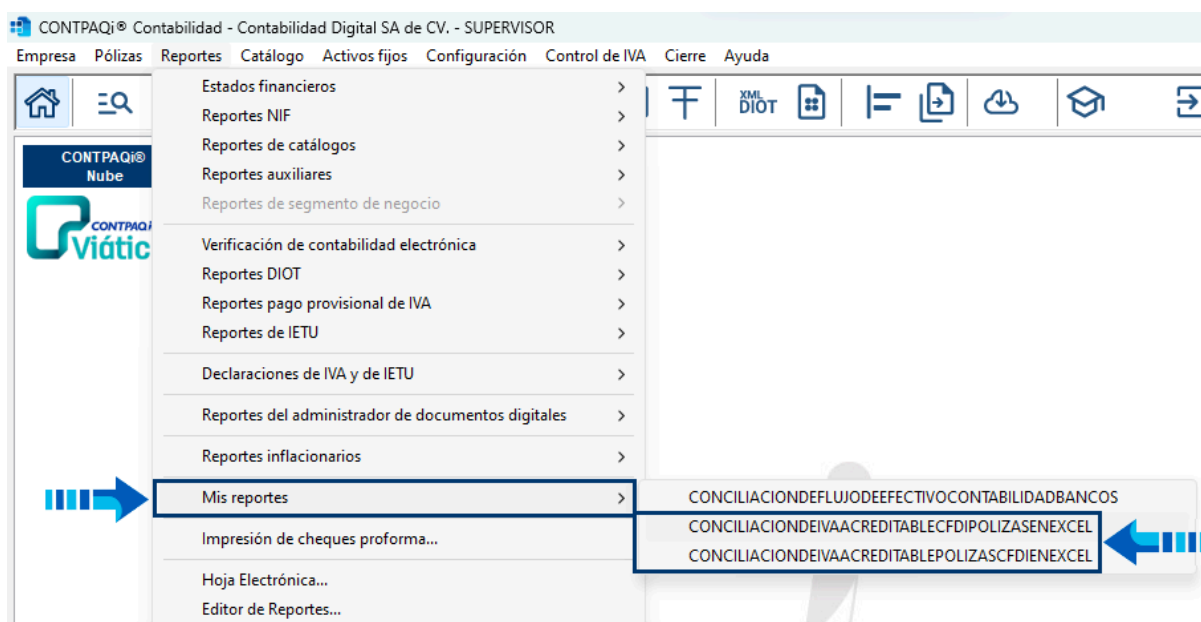 CONTPAQi® Contabilidad - Contabilidad Digital SA de CV. - SUPERVISOR
Empresa Pólizas Reportes Catálogo Activos fijos Configuración Control de IVA Cierre Ayuda
XML
DIOT
CONTPAQi®
Nube
CONTPAQi
Viátic
Estados financieros
Reportes NIF
Reportes de catálogos
Reportes auxiliares
Reportes de segmento de negocio
Verificación de contabilidad electrónica
Reportes DIOT
Reportes pago provisional de IVA
Reportes de IETU
Declaraciones de IVA y de IETU
Reportes del administrador de documentos digitales
Reportes inflacionarios
Mis reportes
Impresión de cheques proforma...
Hoja Electrónica...
Editor de Reportes...
CONCILIACIONDEFLUJODEEFECTIVOCONTABILIDADBANCOS
CONCILIACIONDEIVAACREDITABLECFDIPOLIZASENEXCEL
CONCILIACIONDEIVAACREDITABLEPOLIZASCFDIENEXCEL